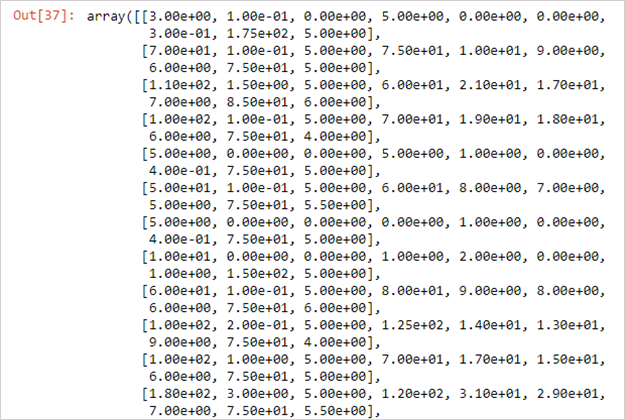 Out[37]: array([[3.00e+00, 1.00e-01, 0.00e+00, 5.00e+00, 0.00e+00, 0.00e+00,
3.00e-01, 1.75e+02, 5.00e+00],
[7.00e+01, 1.00e-01, 5.00e+00, 7.50e+01, 1.00e+01, 9.00e+00,
6.00e+00, 7.50e+01, 5.00e+00],
[1.10e+02, 1.50e+00, 5.00e+00, 6.00e+01, 2.10e+01, 1.70e+01,
7.00e+00, 8.50e+01, 6.00e+00],
[1.00e+02, 1.00e-01, 5.00e+00, 7.00e+01, 1.90e+01, 1.80e+01,
6.00e+00, 7.50e+01, 4.00e+00],
[5.00e+00, 0.00e+00, 0.00e+00, 5.00e+00, 1.00e+00, 0.00e+00,
4.00e-01, 7.50e+01, 5.00e+00],
[5.00e+01, 1.00e-01, 5.00e+00, 6.00e+01, 8.00e+00, 7.00e+00,
5.00e+00, 7.50e+01, 5.50e+00],
[5.00e+00, 0.00e+00, 0.00e+00, 0.00e+00, 1.00e+00, 0.00e+00,
4.00e-01, 7.50e+01, 5.00e+00],
[1.00e+01, 0.00e+00, 0.00e+00, 1.00e+00, 2.00e+00, 0.00e+00,
1.00e+00, 1.50e+02, 5.00e+00],
[6.00e+01, 1.00e-01, 5.00e+00, 8.00e+01, 9.00e+00, 8.00e+00,
6.00e+00, 7.50e+01, 6.00e+00],
[1.00e+02, 2.00e-01, 5.00e+00, 1.25e+02, 1.40e+01, 1.30e+01,
9.00e+00, 7.50e+01, 4.00e+00],
[1.00e+02, 1.00e+00, 5.00e+00, 7.00e+01, 1.70e+01, 1.50e+01,
6.00e+00, 7.50e+01, 5.00e+00],
[1.80e+02, 3.00e+00, 5.00e+00, 1.20e+02, 3.10e+01, 2.90e+01,
7.00e+00, 7.50e+01, 5.50e+00],